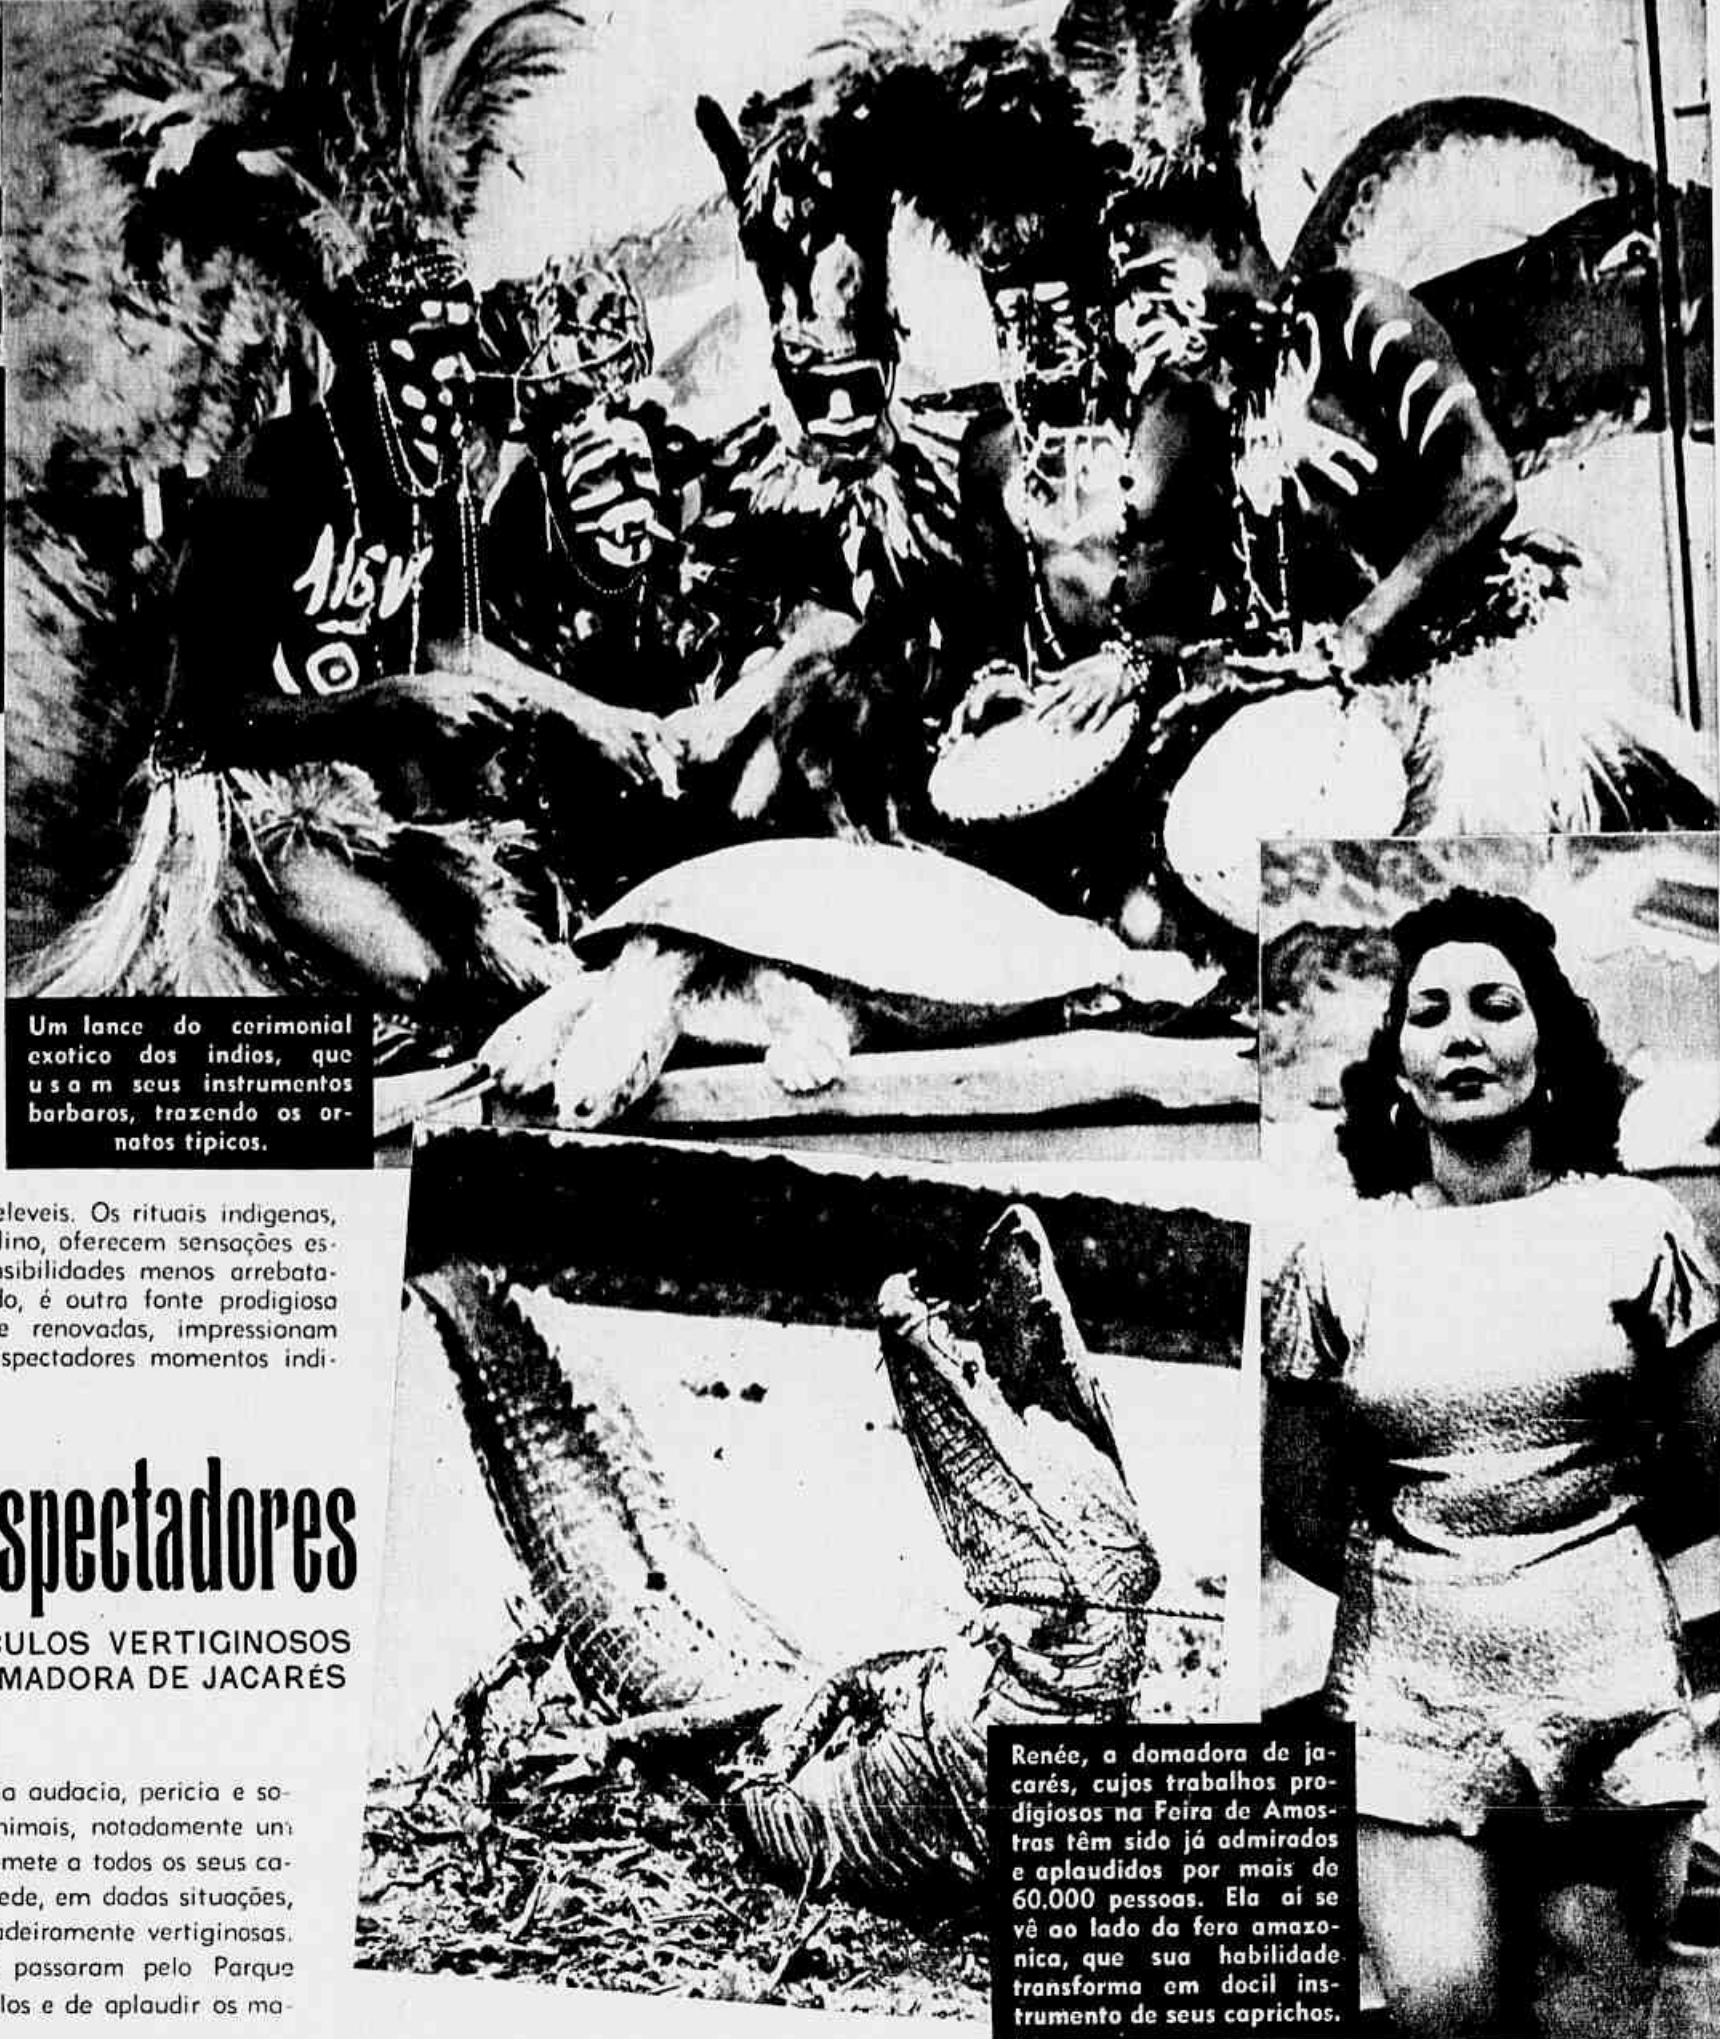 Um lance do cerimonial
exotico dos indios, que
usam seus instrumentos
barbaros, trazendo os or-
natos tipicos.
eleveis. Os rituais indigenas,
lino, oferecem sensações es-
sibilidades menos arrebata-
do, é outra fonte prodigiosa
e renovadas, impressionam
spectadores momentos indi-
spectadores
CULOS VERTIGINOSOS
MADORA DE JACARÉS
a audacia, pericia e so-
nimais, notadamente um
mete a todos os seus ca-
ede, em dadas situações,
adeiramente vertiginosas.
passaram pelo Parque
los e de aplaudir os ma-
Renée, a domadora de ja-
carés, cujos trabalhos pro-
digiosos na Feira de Amos-
tras têm sido já admirados
e aplaudidos por mais de
60.000 pessoas. Ela ai se
vê ao lado da fera amazo-
nica, que sua habilidade
transforma em docil ins-
trumento de seus caprichos.